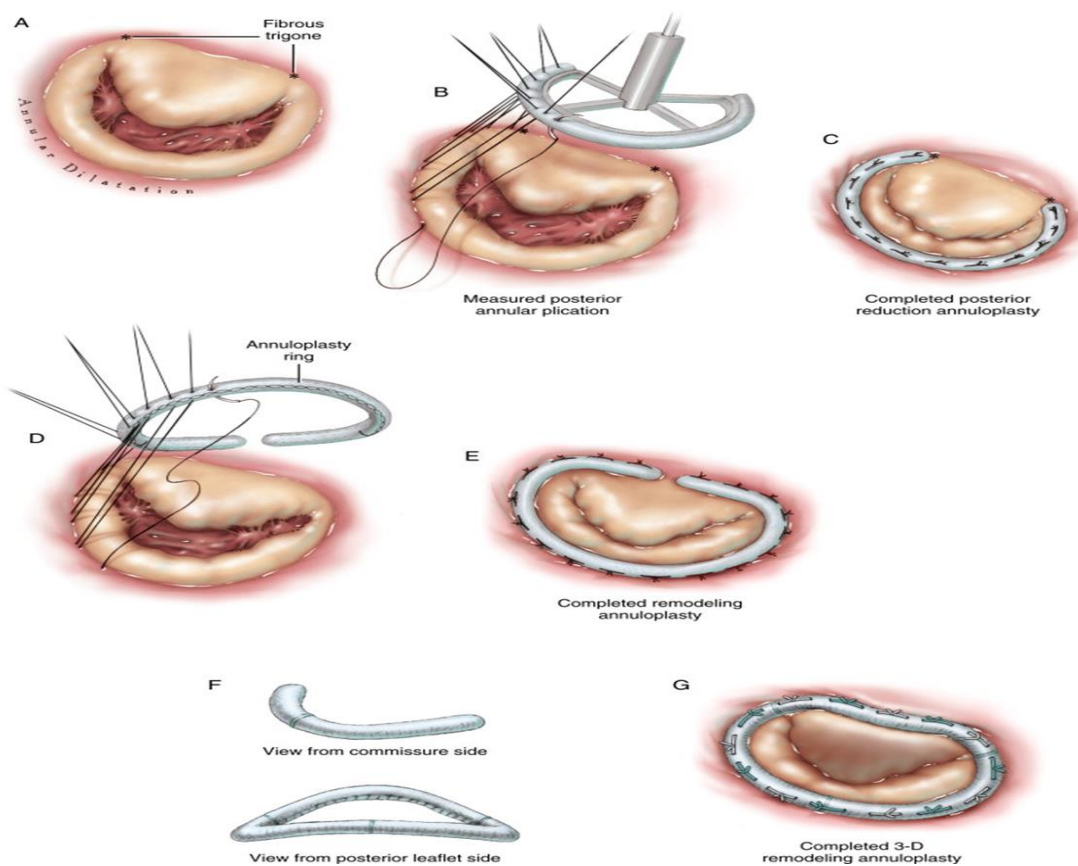 A
Fibrous
trigone
Annular Dilatation
B
Measured posterior
annular plication
C
Completed posterior
reduction annuloplasty
D
Annuloplasty
ring
E
Completed remodeling
annuloplasty
F
View from commissure side
View from posterior leaflet side
G
Completed 3-D
remodeling annuloplasty